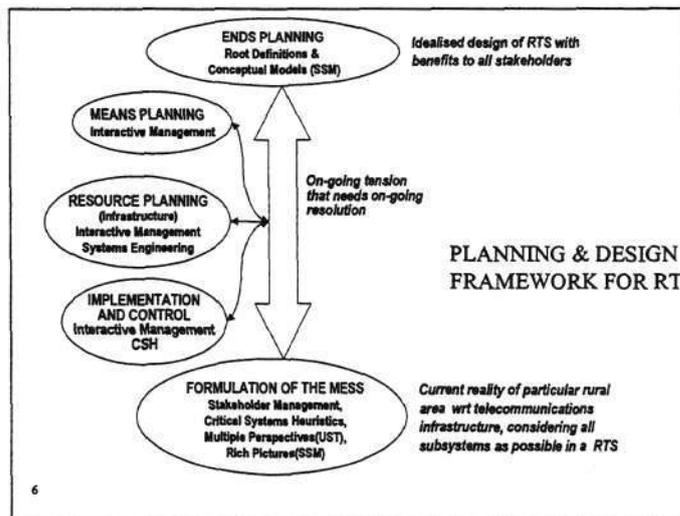 ENDS PLANNING
Root Definitions &
Conceptual Models (SSM)
Idealised design of RTS with
benefits to all stakeholders
MEANS PLANNING
Interactive Management
On-going tension
that needs on-going
resolution
RESOURCE PLANNING
(Infrastructure)
Interactive Management
Systems Engineering
PLANNING & DESIGN
FRAMEWORK FOR RT
IMPLEMENTATION
AND CONTROL
Interactive Management
CSH
FORMULATION OF THE MESS
Stakeholder Management,
Critical Systems Heuristics,
Multiple Perspectives(UST),
Rich Pictures(SSM)
Current reality of particular rural
area wrt telecommunications
infrastructure, considering all
subsystems as possible in a RTS
6